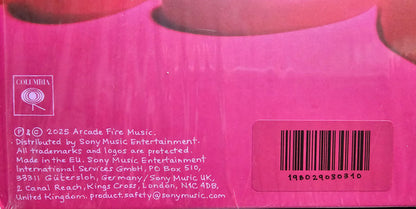 COLUMBIA
Ⓟ & © 2025 Arcade Fire Music.
Distributed by Sony Music Entertainment.
All trademarks and logos are protected.
Made in the EU. Sony Music Entertainment
International Services GmbH, PO Box 510,
33311 Gütersloh, Germany/ Sony Music UK,
2 Canal Reach, Kings Cross, London, N1C 4DB,
United Kingdom. productsafety@sonymusic.com
198029080310